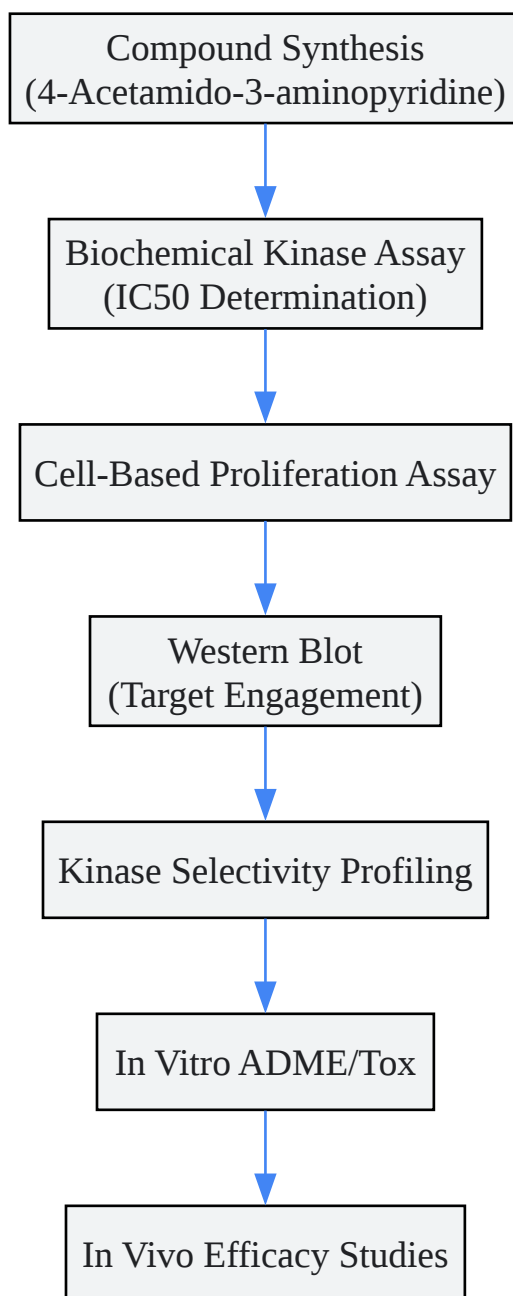 Compound Synthesis
(4-Acetamido-3-aminopyridine)
Biochemical Kinase Assay
(IC50 Determination)
Cell-Based Proliferation Assay
Western Blot
(Target Engagement)
Kinase Selectivity Profiling
In Vitro ADME/Tox
In Vivo Efficacy Studies